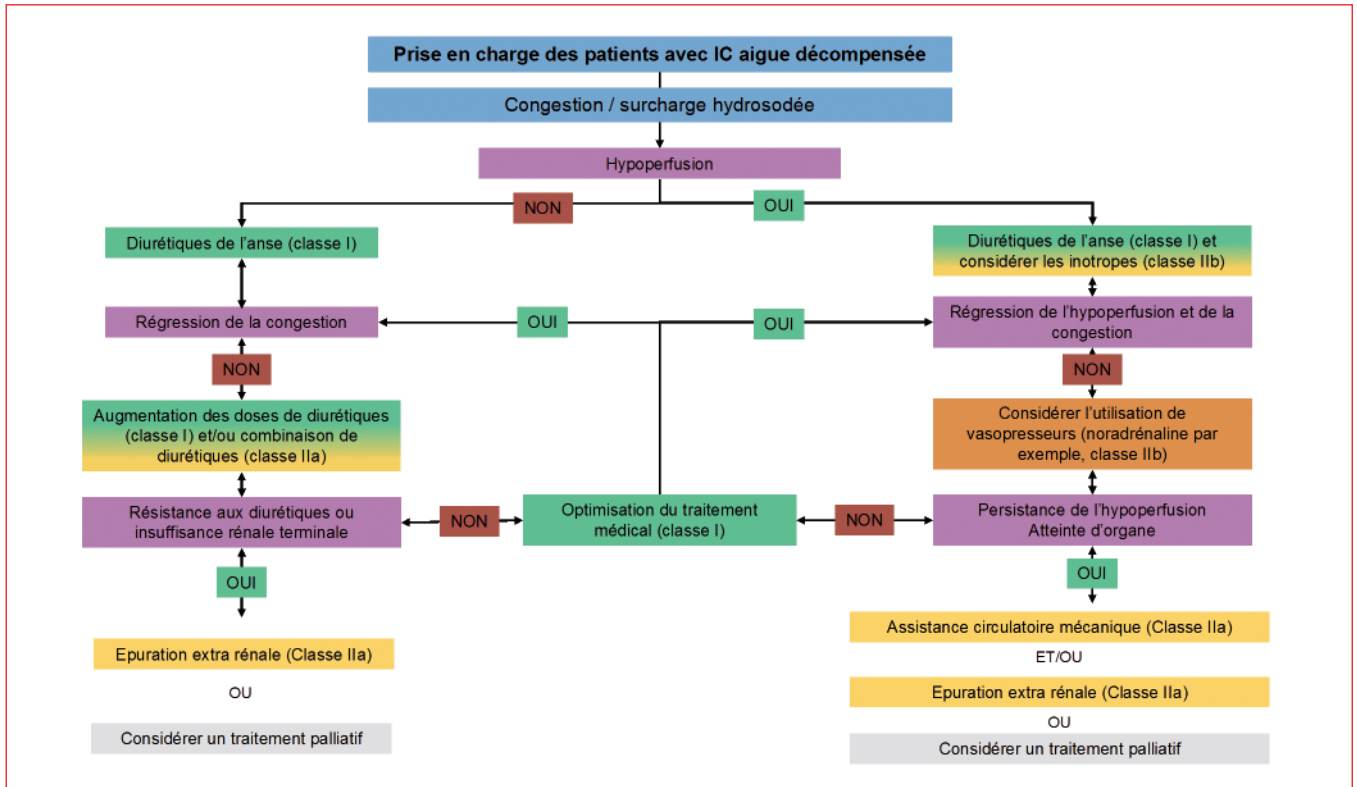 Prise en charge des patients avec IC aigue décompensée
Congestion / surcharge hydrosodée
Hypoperfusion
NON
OUI
Diurétiques de l'anse (classe I)
Diurétiques de l'anse (classe I) et
considérer les inotropes (classe IIb)
Régression de la congestion
OUI
OUI
Régression de l'hypoperfusion et de la
congestion
NON
NON
Augmentation des doses de diurétiques
(classe I) et/ou combinaison de
diurétiques (classe IIa)
Considérer l'utilisation de
vasopresseurs (noradrénaline par
exemple, classe IIb)
Résistance aux diurétiques ou
insuffisance rénale terminale
NON
Optimisation du traitement
médical (classe I)
NON
Persistance de l'hypoperfusion
Atteinte d'organe
OUI
OUI
Epuration extra rénale (Classe IIa)
OU
Considérer un traitement palliatif
Assistance circulatoire mécanique (Classe IIa)
ET/OU
Epuration extra rénale (Classe IIa)
OU
Considérer un traitement palliatif